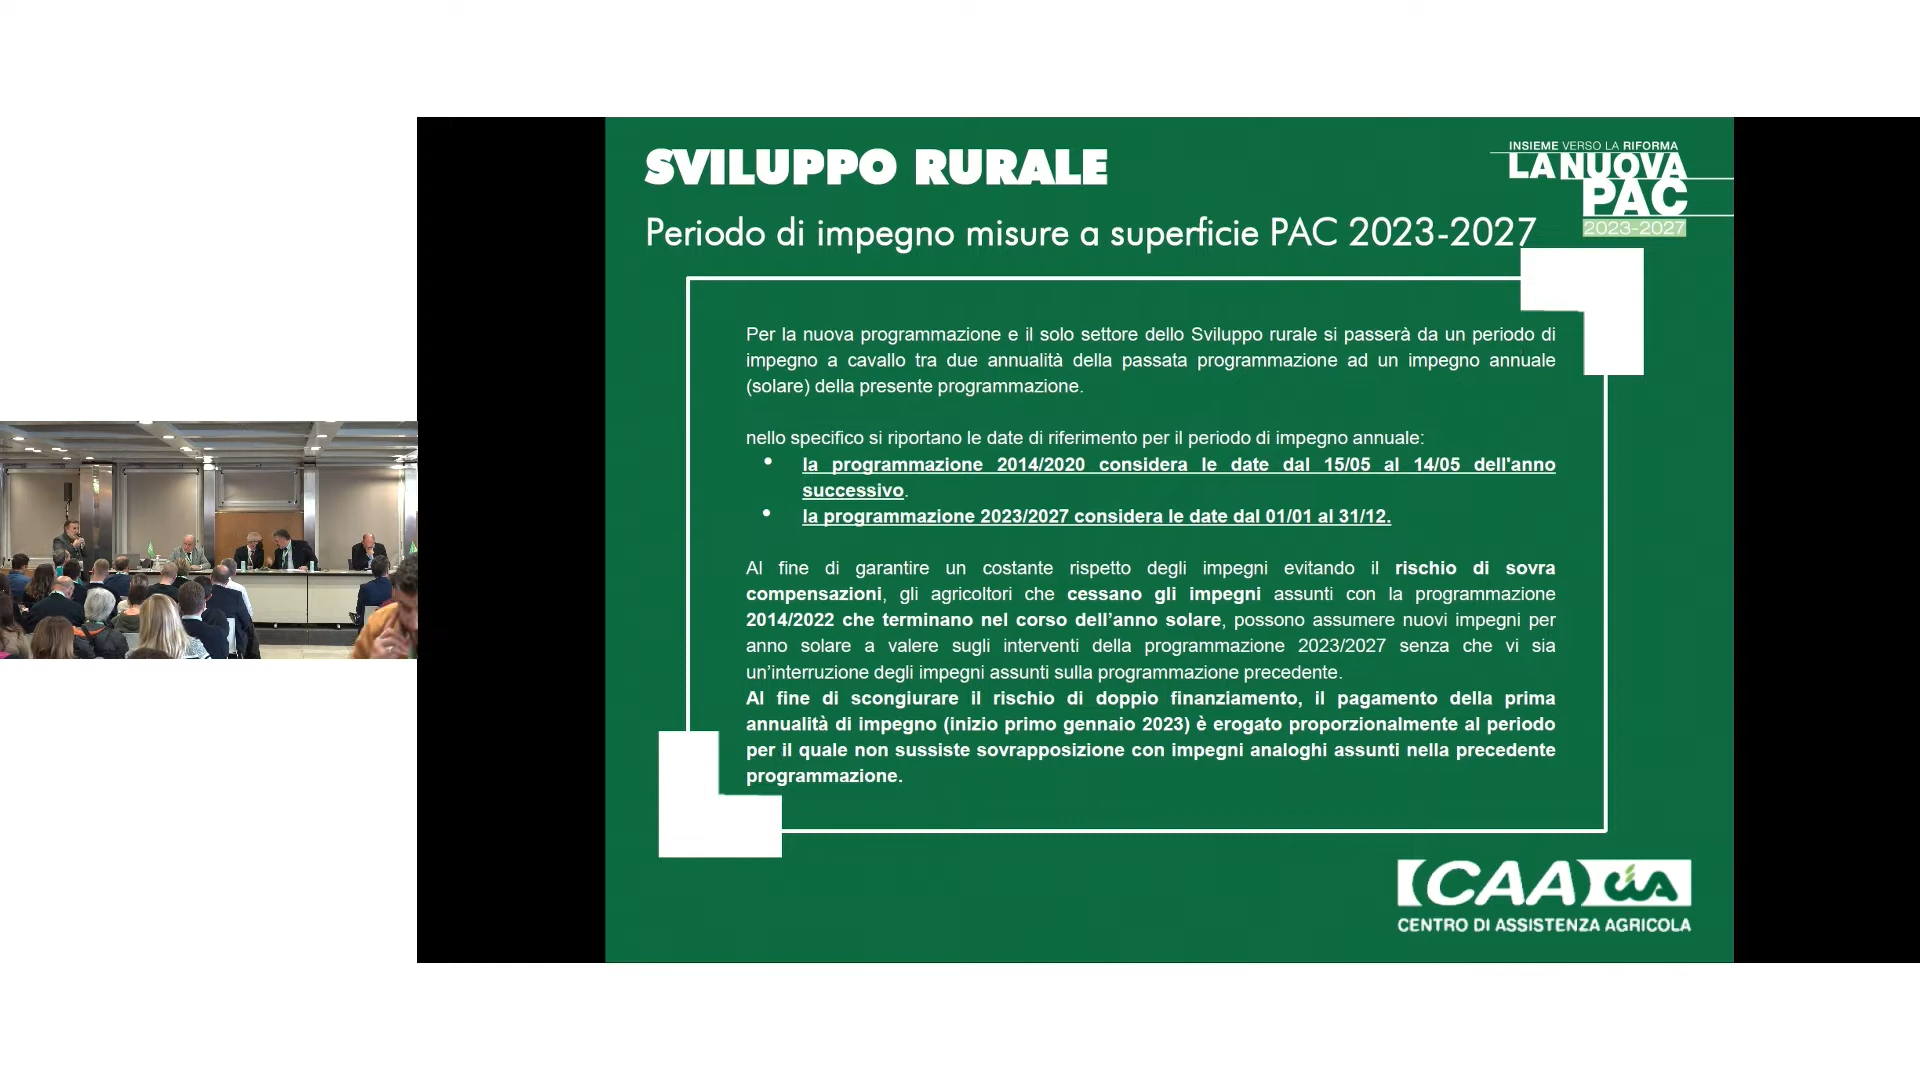 SVILUPPO RURALE
INSIEME VERSO LA RIFORMA
LA NUOVA
PAC
2023-2027
Periodo di impegno misure a superficie PAC 2023-2027
Per la nuova programmazione e il solo settore dello Sviluppo rurale si passerà da un periodo di
impegno a cavallo tra due annualità della passata programmazione ad un impegno annuale
(solare) della presente programmazione.
nello specifico si riportano le date di riferimento per il periodo di impegno annuale:
• la programmazione 2014/2020 considera le date dal 15/05 al 14/05 dell'anno
successivo.
• la programmazione 2023/2027 considera le date dal 01/01 al 31/12.
Al fine di garantire un costante rispetto degli impegni evitando il rischio di sovra
compensazioni, gli agricoltori che cessano gli impegni assunti con la programmazione
2014/2022 che terminano nel corso dell’anno solare, possono assumere nuovi impegni per
anno solare a valere sugli interventi della programmazione 2023/2027 senza che vi sia
un’interruzione degli impegni assunti sulla programmazione precedente.
Al fine di scongiurare il rischio di doppio finanziamento, il pagamento della prima
annualità di impegno (inizio primo gennaio 2023) è erogato proporzionalmente al periodo
per il quale non sussiste sovrapposizione con impegni analoghi assunti nella precedente
programmazione.
CAA CIA
CENTRO DI ASSISTENZA AGRICOLA